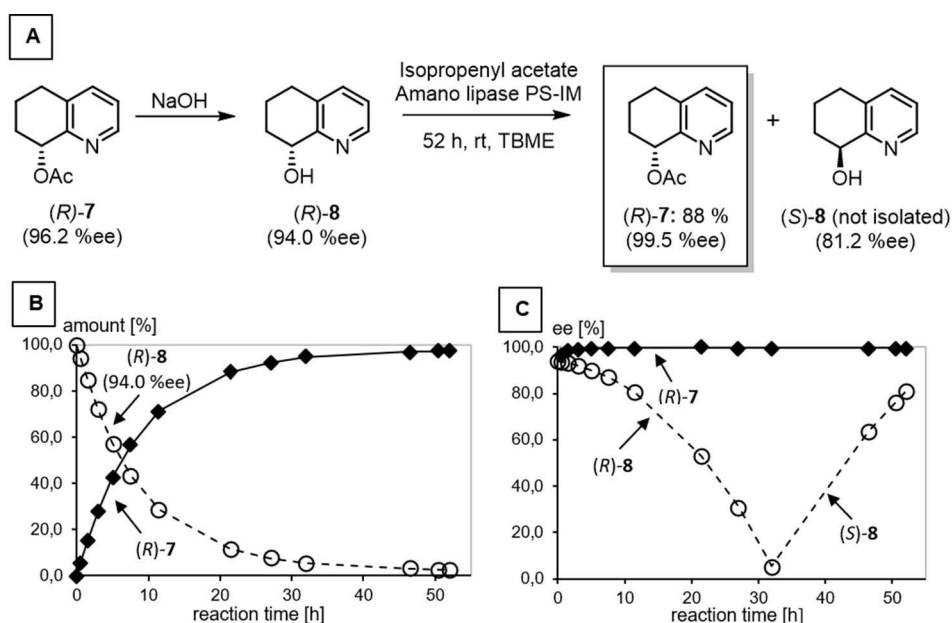 A
NaOH
Isopropenyl acetate
Amano lipase PS-IM
52 h, rt, TBME
+
N
OAc
N
OH
N
OAc
N
OH
(R)-7
(96.2 %ee)
(R)-8
(94.0 %ee)
(R)-7: 88 %
(99.5 %ee)
(S)-8 (not isolated)
(81.2 %ee)
B
amount [%]
100,0
80,0
60,0
40,0
20,0
0,0
(R)-8
(94.0 %ee)
(R)-7
0
10
20
30
40
50
reaction time [h]
C
ee [%]
100,0
80,0
60,0
40,0
20,0
0,0
(R)-7
(R)-8
(S)-8
0
10
20
30
40
50
reaction time [h]